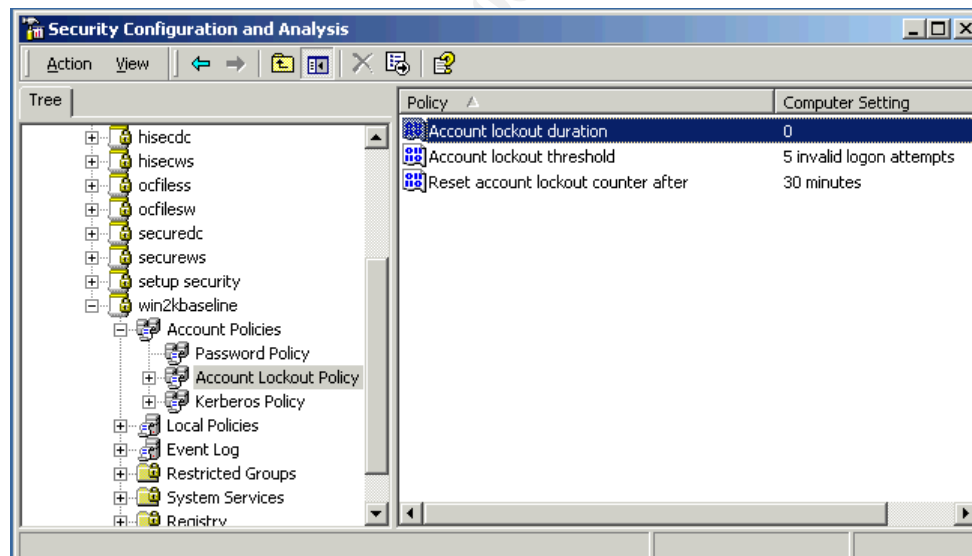 Security Configuration and Analysis
Action View
Tree
Policy Computer Setting
hisecdc
hisecws
ocfiless
ocfilesw
securedc
securews
setup security
win2kbaseline
Account Policies
Password Policy
Account Lockout Policy
Kerberos Policy
Local Policies
Event Log
Restricted Groups
System Services
Registry
Account lockout duration 0
Account lockout threshold 5 invalid logon attempts
Reset account lockout counter after 30 minutes